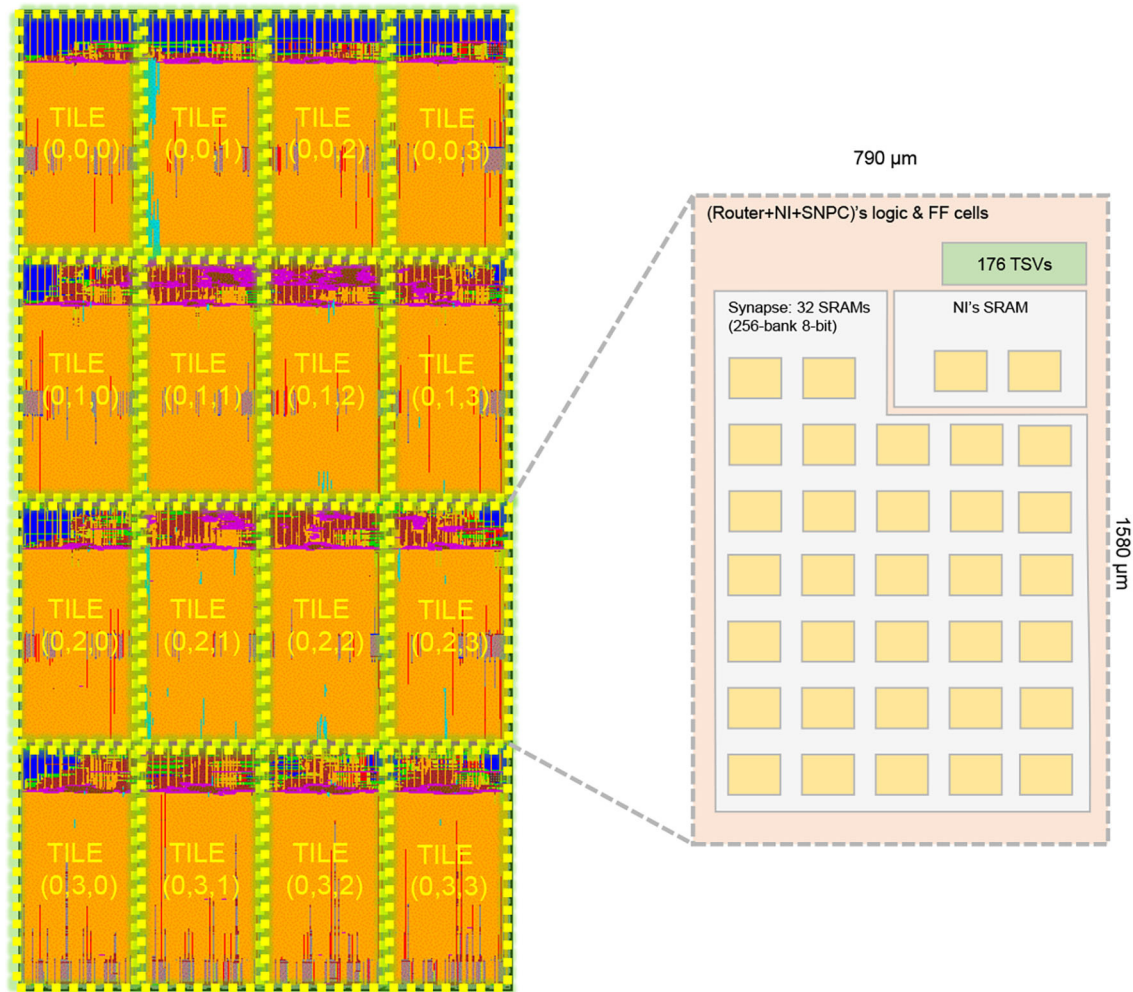 TILE
(0,0,0)
TILE
(0,0,1)
TILE
(0,0,2)
TILE
(0,0,3)
TILE
(0,1,0)
TILE
(0,1,1)
TILE
(0,1,2)
TILE
(0,1,3)
TILE
(0,2,0)
TILE
(0,2,1)
TILE
(0,2,2)
TILE
(0,2,3)
TILE
(0,3,0)
TILE
(0,3,1)
TILE
(0,3,2)
TILE
(0,3,3)
790 µm
(Router+NI+SNPC)'s logic & FF cells
176 TSVs
Synapse: 32 SRAMs
(256-bank 8-bit)
NI's SRAM
1580 µm